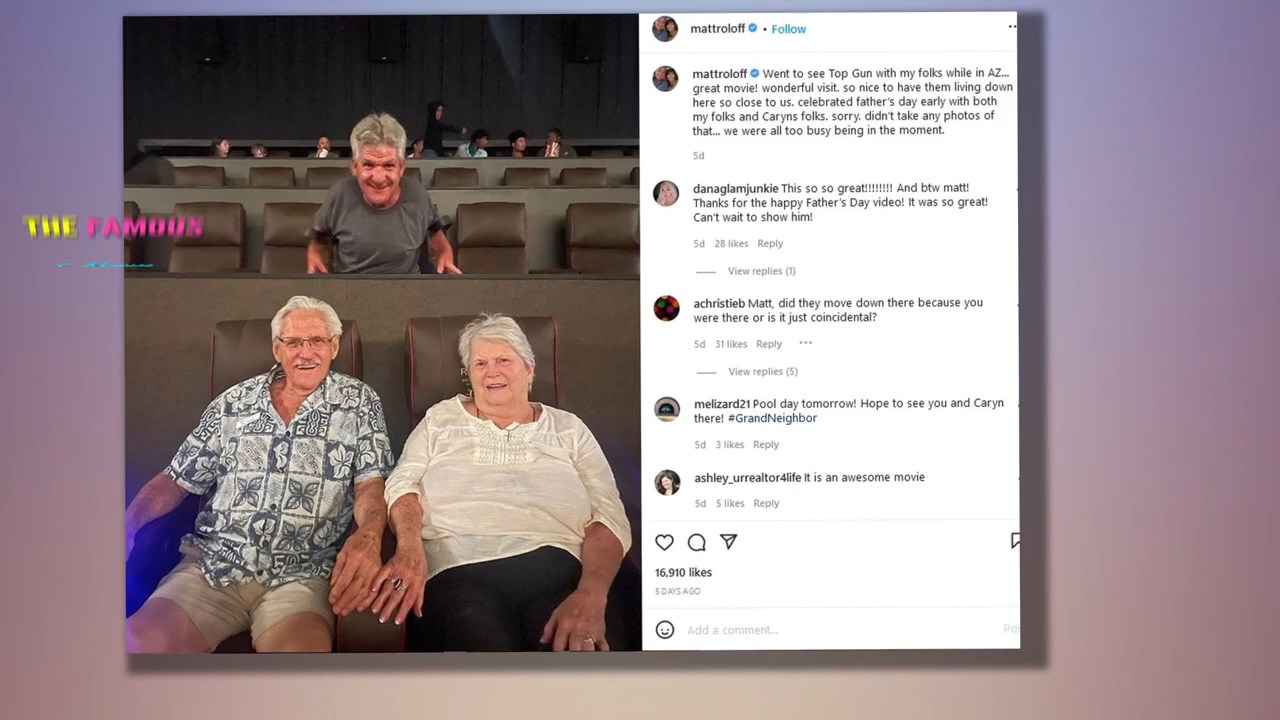 THE FAMOUS
mattroloff • Follow
mattroloff Went to see Top Gun with my folks while in AZ...
great movie! wonderful visit. so nice to have them living down
here so close to us. celebrated father's day early with both
my folks and Caryns folks. sorry. didn't take any photos of
that... we were all too busy being in the moment.
5d
danaglamjunkie This so so great!!!!!!!! And btw matt!
Thanks for the happy Father's Day video! It was so great!
Can't wait to show him!
5d 28 likes Reply
View replies (1)
achristieb Matt, did they move down there because you
were there or is it just coincidental?
5d 31 likes Reply ...
View replies (5)
melizard21 Pool day tomorrow! Hope to see you and Caryn
there! #GrandNeighbor
5d 3 likes Reply
ashley_urrealtor4life It is an awesome movie
5d 5 likes Reply
16,910 likes
5 DAYS AGO
Add a comment...